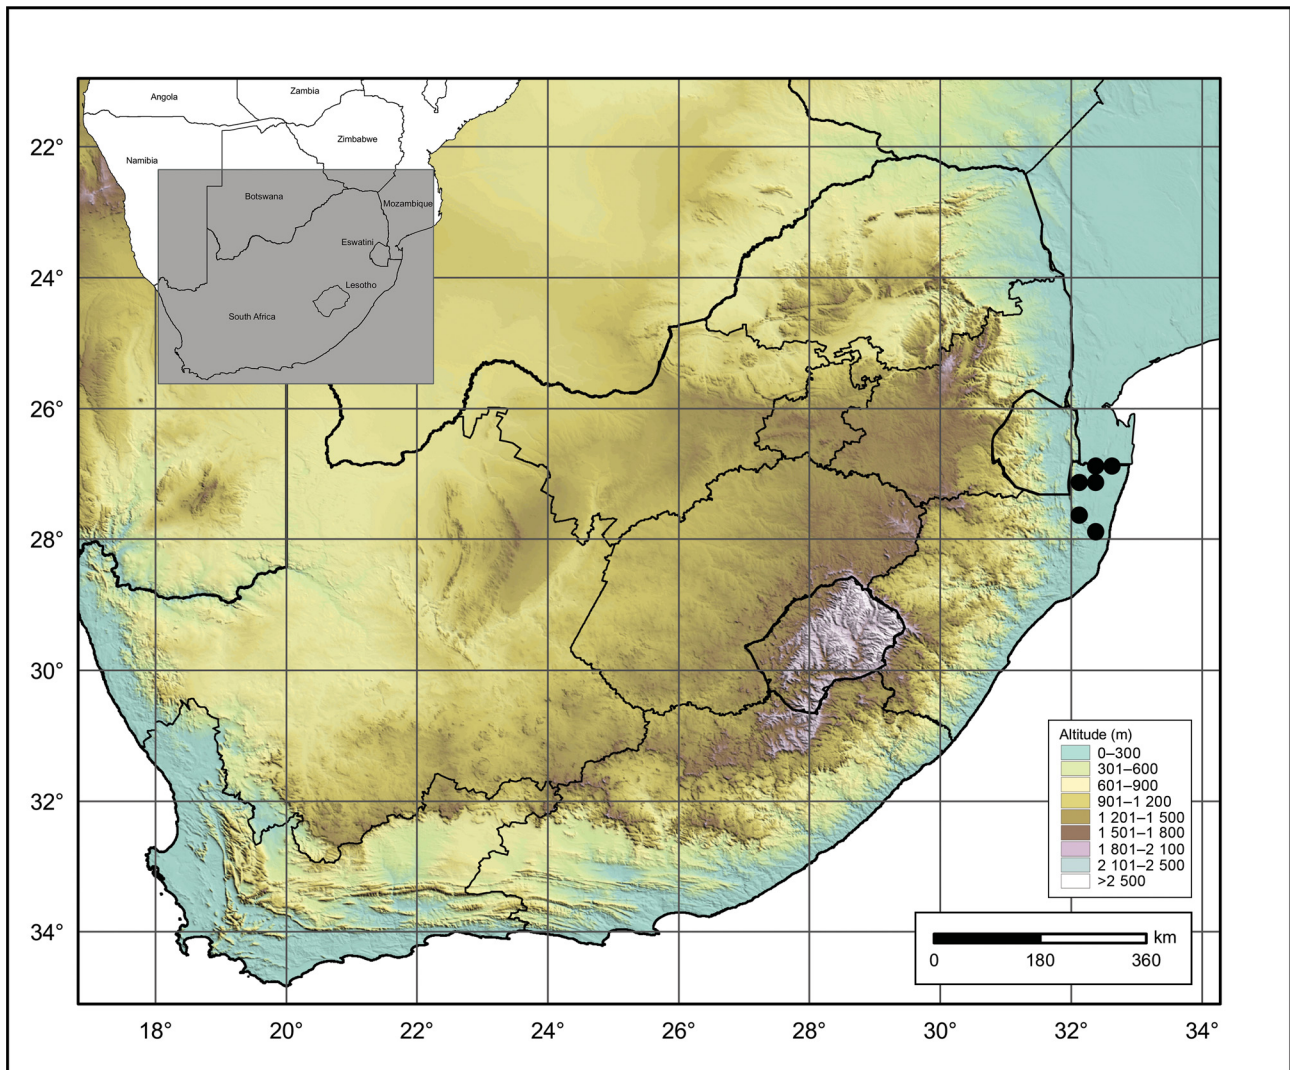 Angola
Zambia
Zimbabwe
Namibia
Botswana
Mozambique
Eswatini
Lesotho
South Africa
22°
24°
26°
28°
30°
32°
34°
Altitude (m)
0–300
301–600
601–900
901–1 200
1 201–1 500
1 501–1 800
1 801–2 100
2 101–2 500
>2 500
km
0 180 360
18° 20° 22° 24° 26° 28° 30° 32° 34°